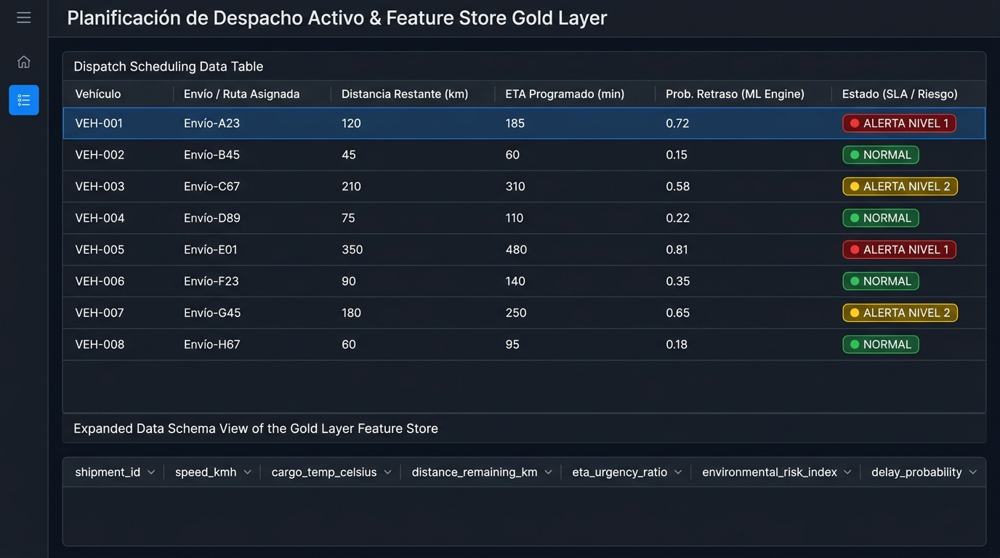 Planificación de Despacho Activo & Feature Store Gold Layer
Dispatch Scheduling Data Table
Vehículo Envío / Ruta Asignada Distancia Restante (km) ETA Programado (min) Prob. Retraso (ML Engine) Estado (SLA / Riesgo)
VEH-001 Envío-A23 120 185 0.72 ALERTA NIVEL 1
VEH-002 Envío-B45 45 60 0.15 NORMAL
VEH-003 Envío-C67 210 310 0.58 ALERTA NIVEL 2
VEH-004 Envío-D89 75 110 0.22 NORMAL
VEH-005 Envío-E01 350 480 0.81 ALERTA NIVEL 1
VEH-006 Envío-F23 90 140 0.35 NORMAL
VEH-007 Envío-G45 180 250 0.65 ALERTA NIVEL 2
VEH-008 Envío-H67 60 95 0.18 NORMAL
Expanded Data Schema View of the Gold Layer Feature Store
shipment_id speed_kmh cargo_temp_celsius distance_remaining_km eta_urgency_ratio environmental_risk_index delay_probability